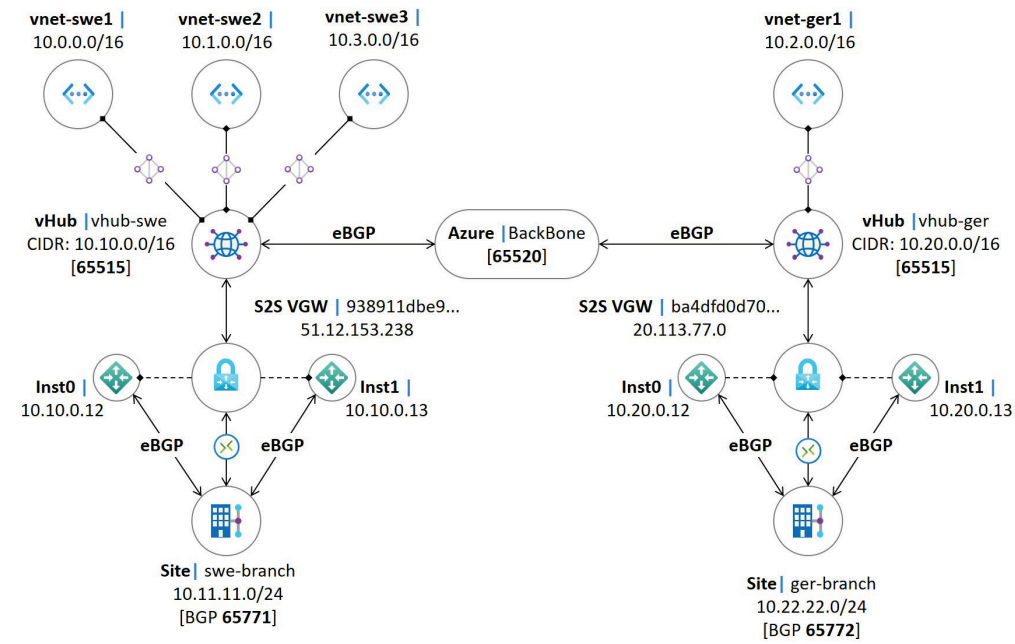 vnet-swe1 |
10.0.0.0/16
vnet-swe2 |
10.1.0.0/16
vnet-swe3 |
10.3.0.0/16
vnet-ger1 |
10.2.0.0/16
vHub |vhub-swe
CIDR: 10.10.0.0/16
[65515]
eBGP
Azure |BackBone
[65520]
eBGP
vHub |vhub-ger
CIDR: 10.20.0.0/16
[65515]
S2S VGW | 938911dbe9...
51.12.153.238
S2S VGW | ba4dfd0d70...
20.113.77.0
Inst0 |
10.10.0.12
Inst1 |
10.10.0.13
Inst0 |
10.20.0.12
Inst1 |
10.20.0.13
eBGP
eBGP
eBGP
eBGP
Site| swe-branch
10.11.11.0/24
[BGP 65771]
Site| ger-branch
10.22.22.0/24
[BGP 65772]